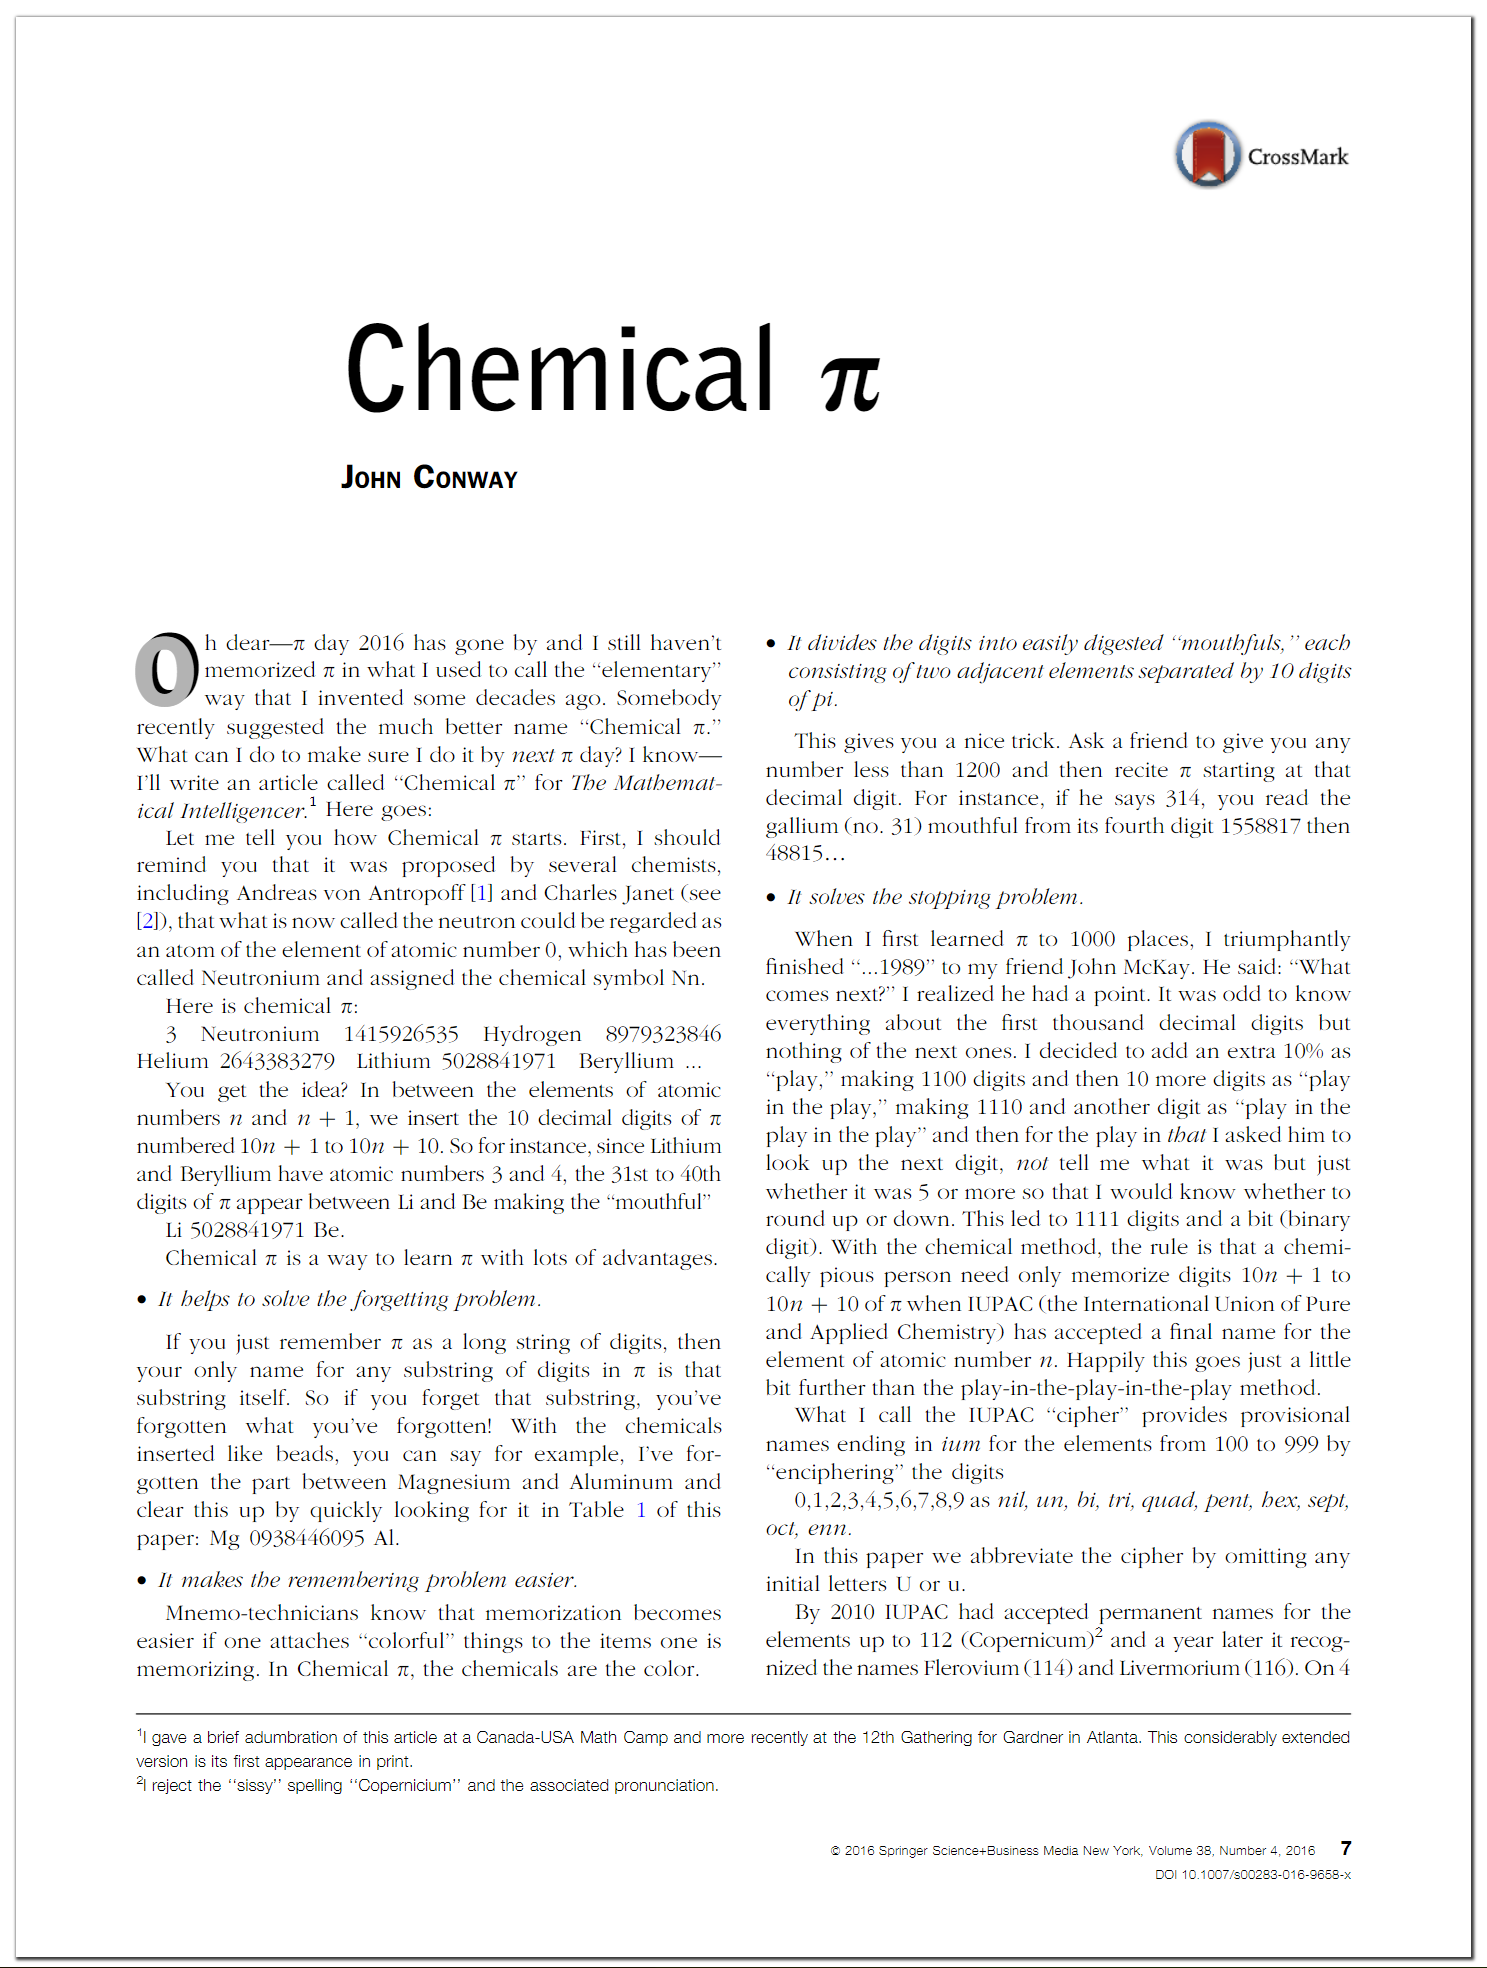 CrossMark
Chemical π
JOHN CONWAY
Oh dear—π day 2016 has gone by and I still haven't
memorized π in what I used to call the “elementary”
way that I invented some decades ago. Somebody
recently suggested the much better name “Chemical π.”
What can I do to make sure I do it by next π day? I know—
I'll write an article called “Chemical π” for The Mathemat-
ical Intelligencer.1 Here goes:
Let me tell you how Chemical π starts. First, I should
remind you that it was proposed by several chemists,
including Andreas von Antropoff [1] and Charles Janet (see
[2]), that what is now called the neutron could be regarded as
an atom of the element of atomic number 0, which has been
called Neutronium and assigned the chemical symbol Nn.
Here is chemical π:
3 Neutronium 1415926535 Hydrogen 8979323846
Helium 2643383279 Lithium 5028841971 Beryllium ...
You get the idea? In between the elements of atomic
numbers n and n + 1, we insert the 10 decimal digits of π
numbered 10n + 1 to 10n + 10. So for instance, since Lithium
and Beryllium have atomic numbers 3 and 4, the 31st to 40th
digits of π appear between Li and Be making the “mouthful”
Li 5028841971 Be.
Chemical π is a way to learn π with lots of advantages.
• It helps to solve the forgetting problem.
If you just remember π as a long string of digits, then
your only name for any substring of digits in π is that
substring itself. So if you forget that substring, you've
forgotten what you've forgotten! With the chemicals
inserted like beads, you can say for example, I've for-
gotten the part between Magnesium and Aluminum and
clear this up by quickly looking for it in Table 1 of this
paper: Mg 0938446095 Al.
• It makes the remembering problem easier.
Mnemo-technicians know that memorization becomes
easier if one attaches “colorful” things to the items one is
memorizing. In Chemical π, the chemicals are the color.
• It divides the digits into easily digested “mouthfuls,” each
consisting of two adjacent elements separated by 10 digits
of pi.
This gives you a nice trick. Ask a friend to give you any
number less than 1200 and then recite π starting at that
decimal digit. For instance, if he says 314, you read the
gallium (no. 31) mouthful from its fourth digit 1558817 then
48815...
• It solves the stopping problem.
When I first learned π to 1000 places, I triumphantly
finished “...1989” to my friend John McKay. He said: “What
comes next?” I realized he had a point. It was odd to know
everything about the first thousand decimal digits but
nothing of the next ones. I decided to add an extra 10% as
“play,” making 1100 digits and then 10 more digits as “play
in the play,” making 1110 and another digit as “play in the
play in the play” and then for the play in that I asked him to
look up the next digit, not tell me what it was but just
whether it was 5 or more so that I would know whether to
round up or down. This led to 1111 digits and a bit (binary
digit). With the chemical method, the rule is that a chemi-
cally pious person need only memorize digits 10n + 1 to
10n + 10 of π when IUPAC (the International Union of Pure
and Applied Chemistry) has accepted a final name for the
element of atomic number n. Happily this goes just a little
bit further than the play-in-the-play-in-the-play method.
What I call the IUPAC “cipher” provides provisional
names ending in ium for the elements from 100 to 999 by
“enciphering” the digits
0,1,2,3,4,5,6,7,8,9 as nil, un, bi, tri, quad, pent, hex, sept,
oct, enn.
In this paper we abbreviate the cipher by omitting any
initial letters U or u.
By 2010 IUPAC had accepted permanent names for the
elements up to 112 (Copernicum)2 and a year later it recog-
nized the names Flerovium (114) and Livermorium (116). On 4
1I gave a brief adumbration of this article at a Canada-USA Math Camp and more recently at the 12th Gathering for Gardner in Atlanta. This considerably extended
version is its first appearance in print.
2I reject the ‘‘sissy’’ spelling ‘‘Copernicium’’ and the associated pronunciation.
© 2016 Springer Science+Business Media New York, Volume 38, Number 4, 2016 7
DOI 10.1007/s00283-016-9658-x